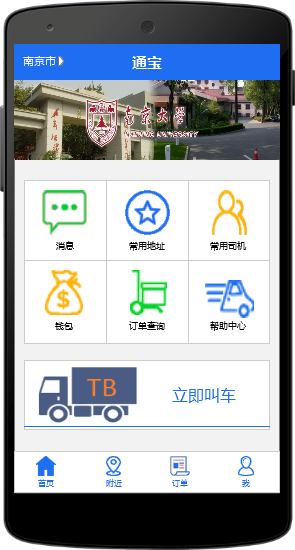 南京市
通宝
南京大学
NANJING UNIVERSITY
消息
常用地址
常用司机
钱包
订单查询
帮助中心
TB
立即叫车
首页
附近
订单
我